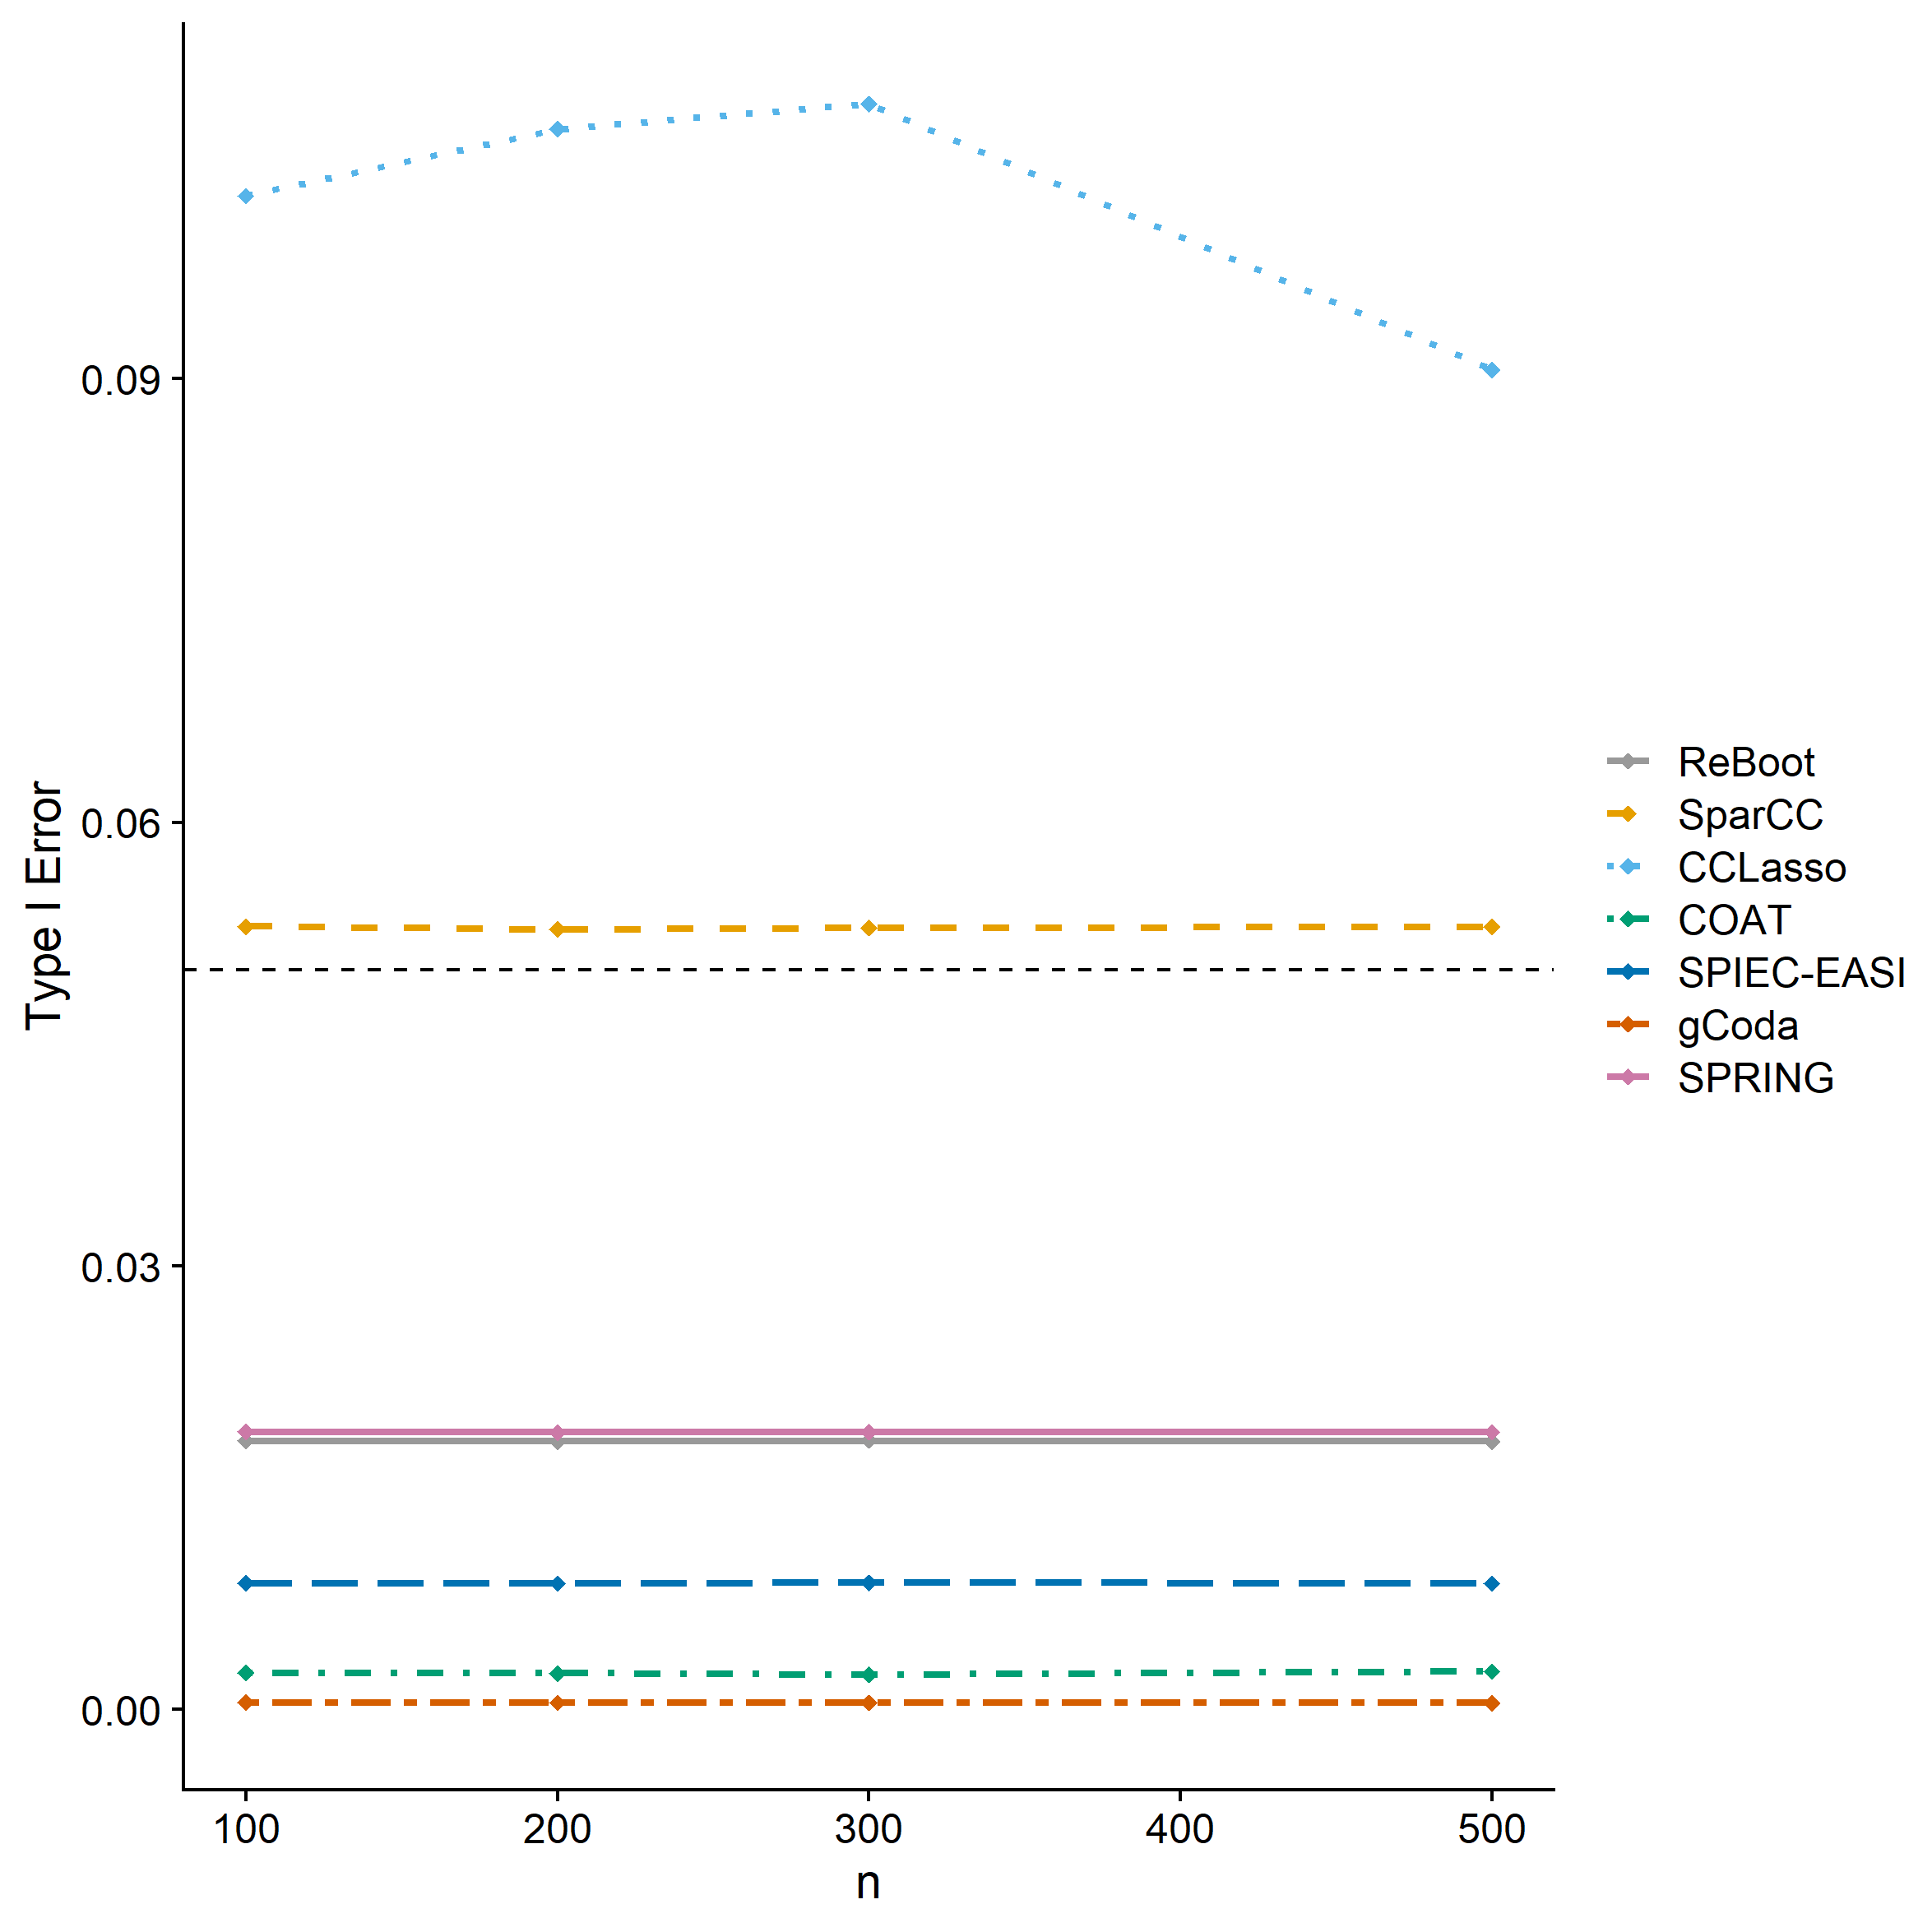 Type I Error
0.09
0.06
0.03
0.00
100 200 300 400 500
n
ReBoot
SparCC
CCLasso
COAT
SPIEC-EASI
gCoda
SPRING